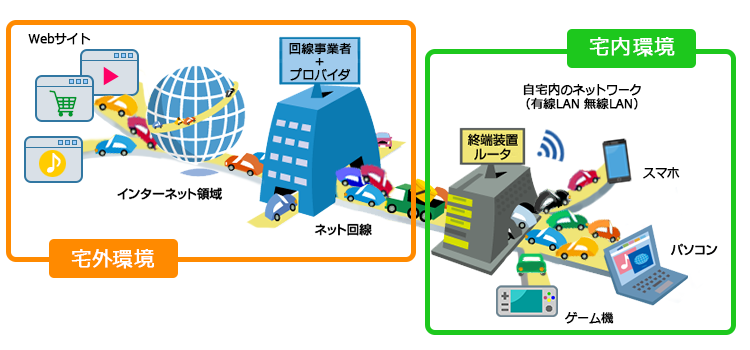 Webサイト
回線事業者
+
プロバイダ
インターネット領域
ネット回線
宅外環境
宅内環境
自宅内のネットワーク
（有線LAN 無線LAN）
終端装置
ルータ
スマホ
パソコン
ゲーム機